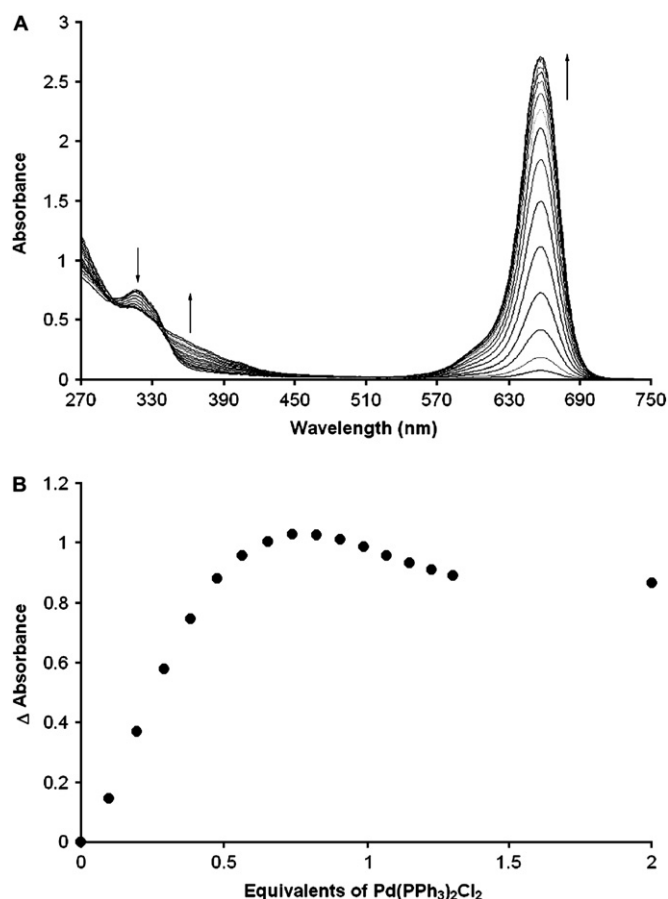 A
3
2.5
2
1.5
1
0.5
0
Absorbance
270 330 390 450 510 570 630 690 750
Wavelength (nm)
B
1.2
1
0.8
0.6
0.4
0.2
0
Δ Absorbance
0 0.5 1 1.5 2
Equivalents of Pd(PPh₃)₂Cl₂